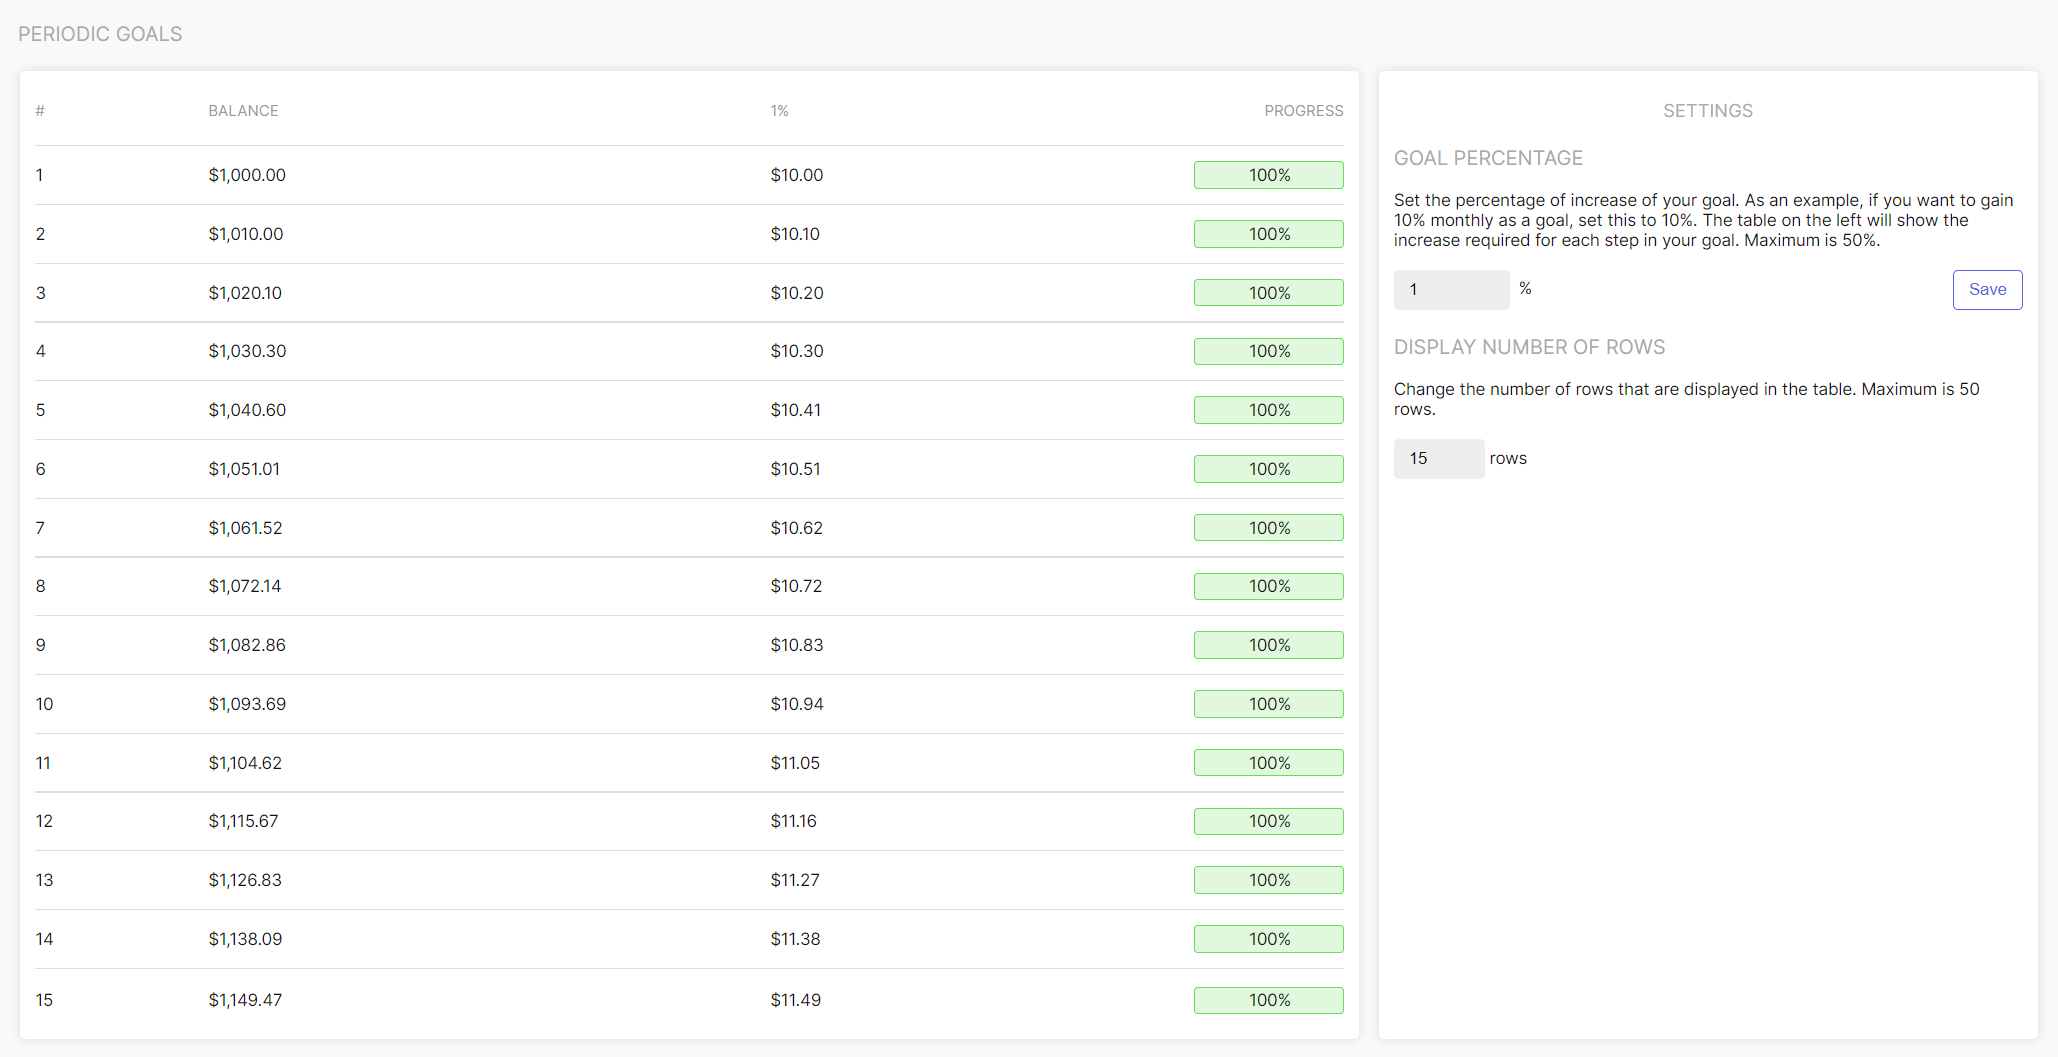 PERIODIC GOALS
# BALANCE 1% PROGRESS
1 $1,000.00 $10.00 100%
2 $1,010.00 $10.10 100%
3 $1,020.10 $10.20 100%
4 $1,030.30 $10.30 100%
5 $1,040.60 $10.41 100%
6 $1,051.01 $10.51 100%
7 $1,061.52 $10.62 100%
8 $1,072.14 $10.72 100%
9 $1,082.86 $10.83 100%
10 $1,093.69 $10.94 100%
11 $1,104.62 $11.05 100%
12 $1,115.67 $11.16 100%
13 $1,126.83 $11.27 100%
14 $1,138.09 $11.38 100%
15 $1,149.47 $11.49 100%
SETTINGS
GOAL PERCENTAGE
Set the percentage of increase of your goal. As an example, if you want to gain
10% monthly as a goal, set this to 10%. The table on the left will show the
increase required for each step in your goal. Maximum is 50%.
1 % Save
DISPLAY NUMBER OF ROWS
Change the number of rows that are displayed in the table. Maximum is 50
rows.
15 rows